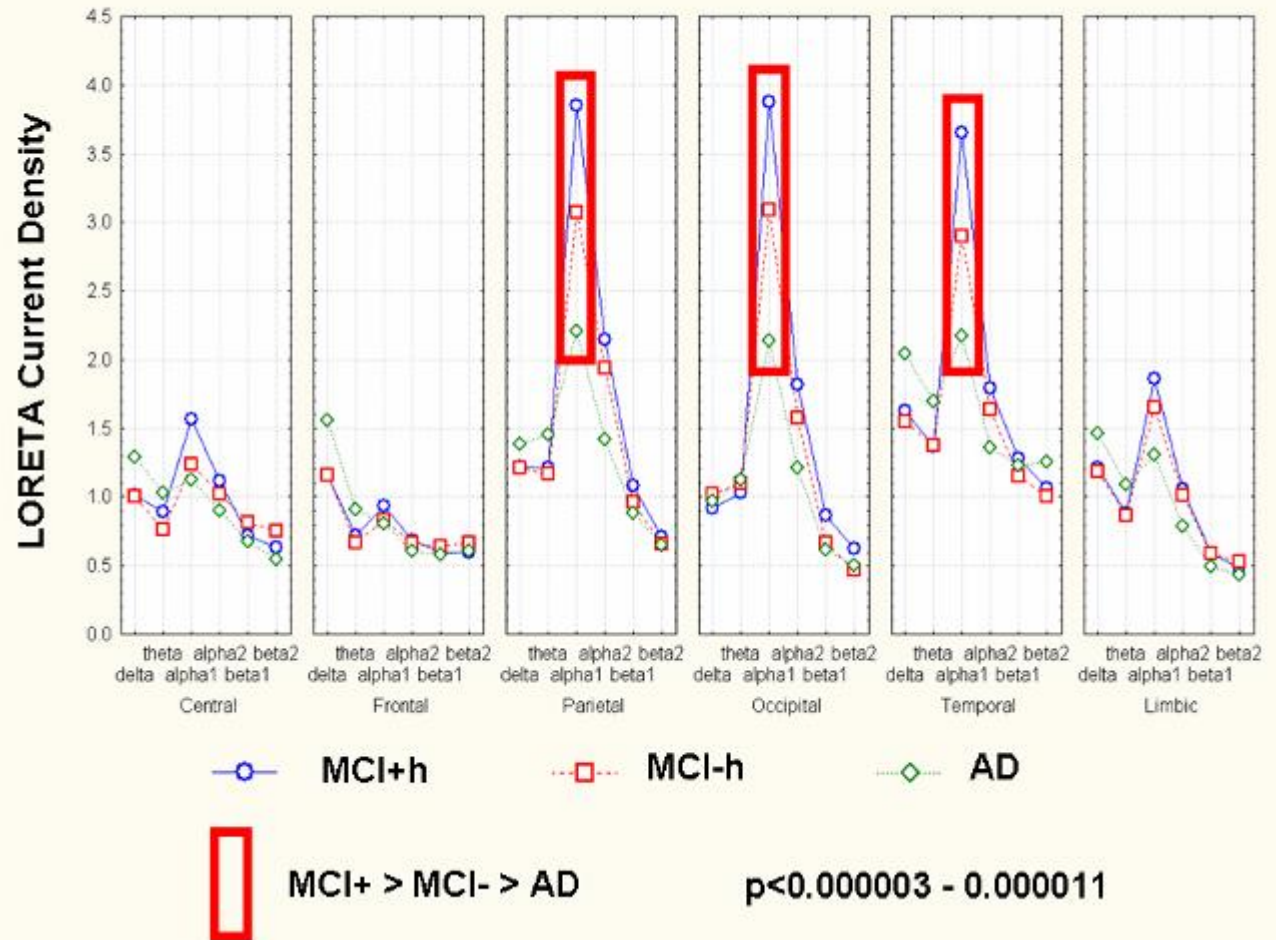 LORETA Current Density
4.5
4.0
3.5
3.0
2.5
2.0
1.5
1.0
0.5
0.0
theta alpha2 beta2
delta alpha1 beta1
Central
theta alpha2 beta2
delta alpha1 beta1
Frontal
theta alpha2 beta2
delta alpha1 beta1
Parietal
theta alpha2 beta2
delta alpha1 beta1
Occipital
theta alpha2 beta2
delta alpha1 beta1
Temporal
theta alpha2 beta2
delta alpha1 beta1
Limbic
MCI+h MCI-h AD
MCI+ > MCI- > AD p<0.000003 - 0.000011